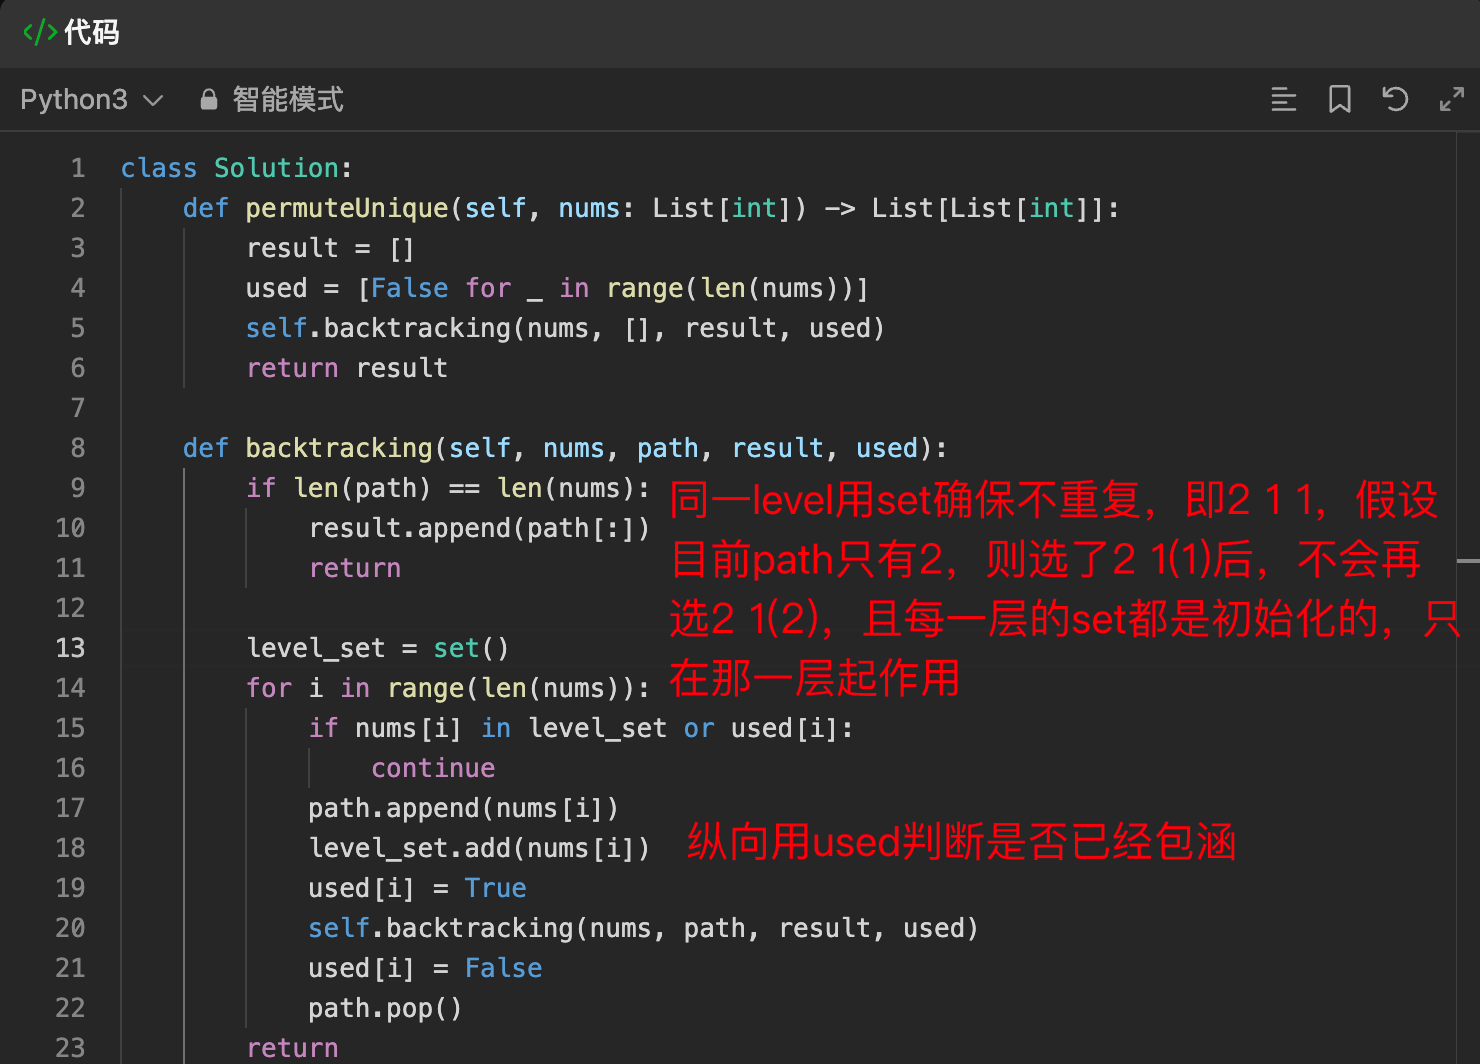 </> 代码
Python3 智能模式
1 class Solution:
2     def permuteUnique(self, nums: List[int]) -> List[List[int]]:
3         result = []
4         used = [False for _ in range(len(nums))]
5         self.backtracking(nums, [], result, used)
6         return result
7
8     def backtracking(self, nums, path, result, used):
9         if len(path) == len(nums):
10             result.append(path[:])
11             return
12
13         level_set = set()
14         for i in range(len(nums)):
15             if nums[i] in level_set or used[i]:
16                 continue
17             path.append(nums[i])
18             level_set.add(nums[i])
19             used[i] = True
20             self.backtracking(nums, path, result, used)
21             used[i] = False
22             path.pop()
23         return
同一level用set确保不重复，即2 1 1，假设
目前path只有2，则选了2 1(1)后，不会再
选2 1(2)，且每一层的set都是初始化的，只
在那一层起作用
纵向用used判断是否已经包涵